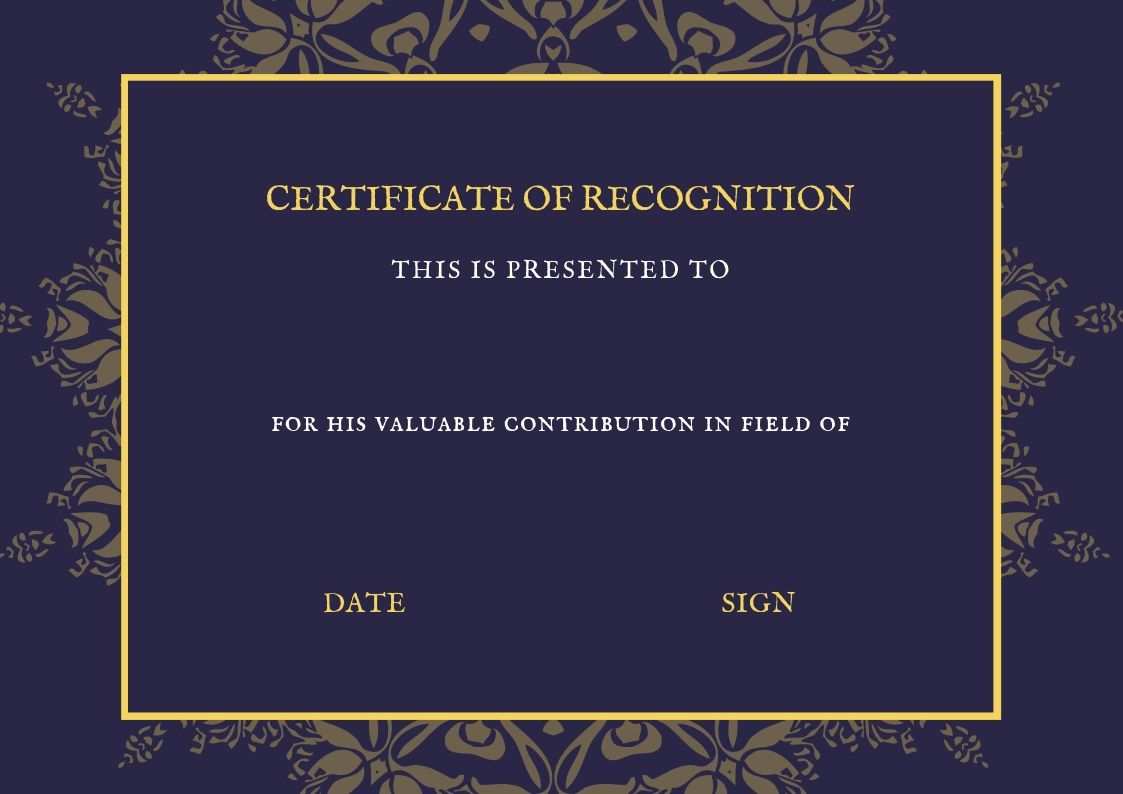 CERTIFICATE OF RECOGNITION
THIS IS PRESENTED TO
FOR HIS VALUABLE CONTRIBUTION IN FIELD OF
DATE SIGN